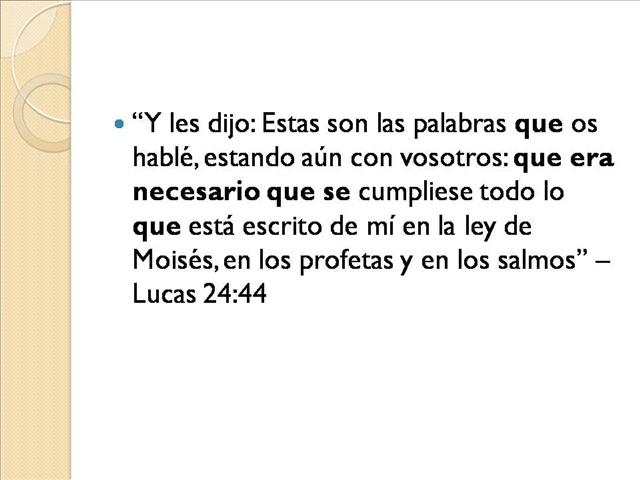 “Y les dijo: Estas son las palabras que os
hablé, estando aún con vosotros: que era
necesario que se cumpliese todo lo
que está escrito de mí en la ley de
Moisés, en los profetas y en los salmos” –
Lucas 24:44